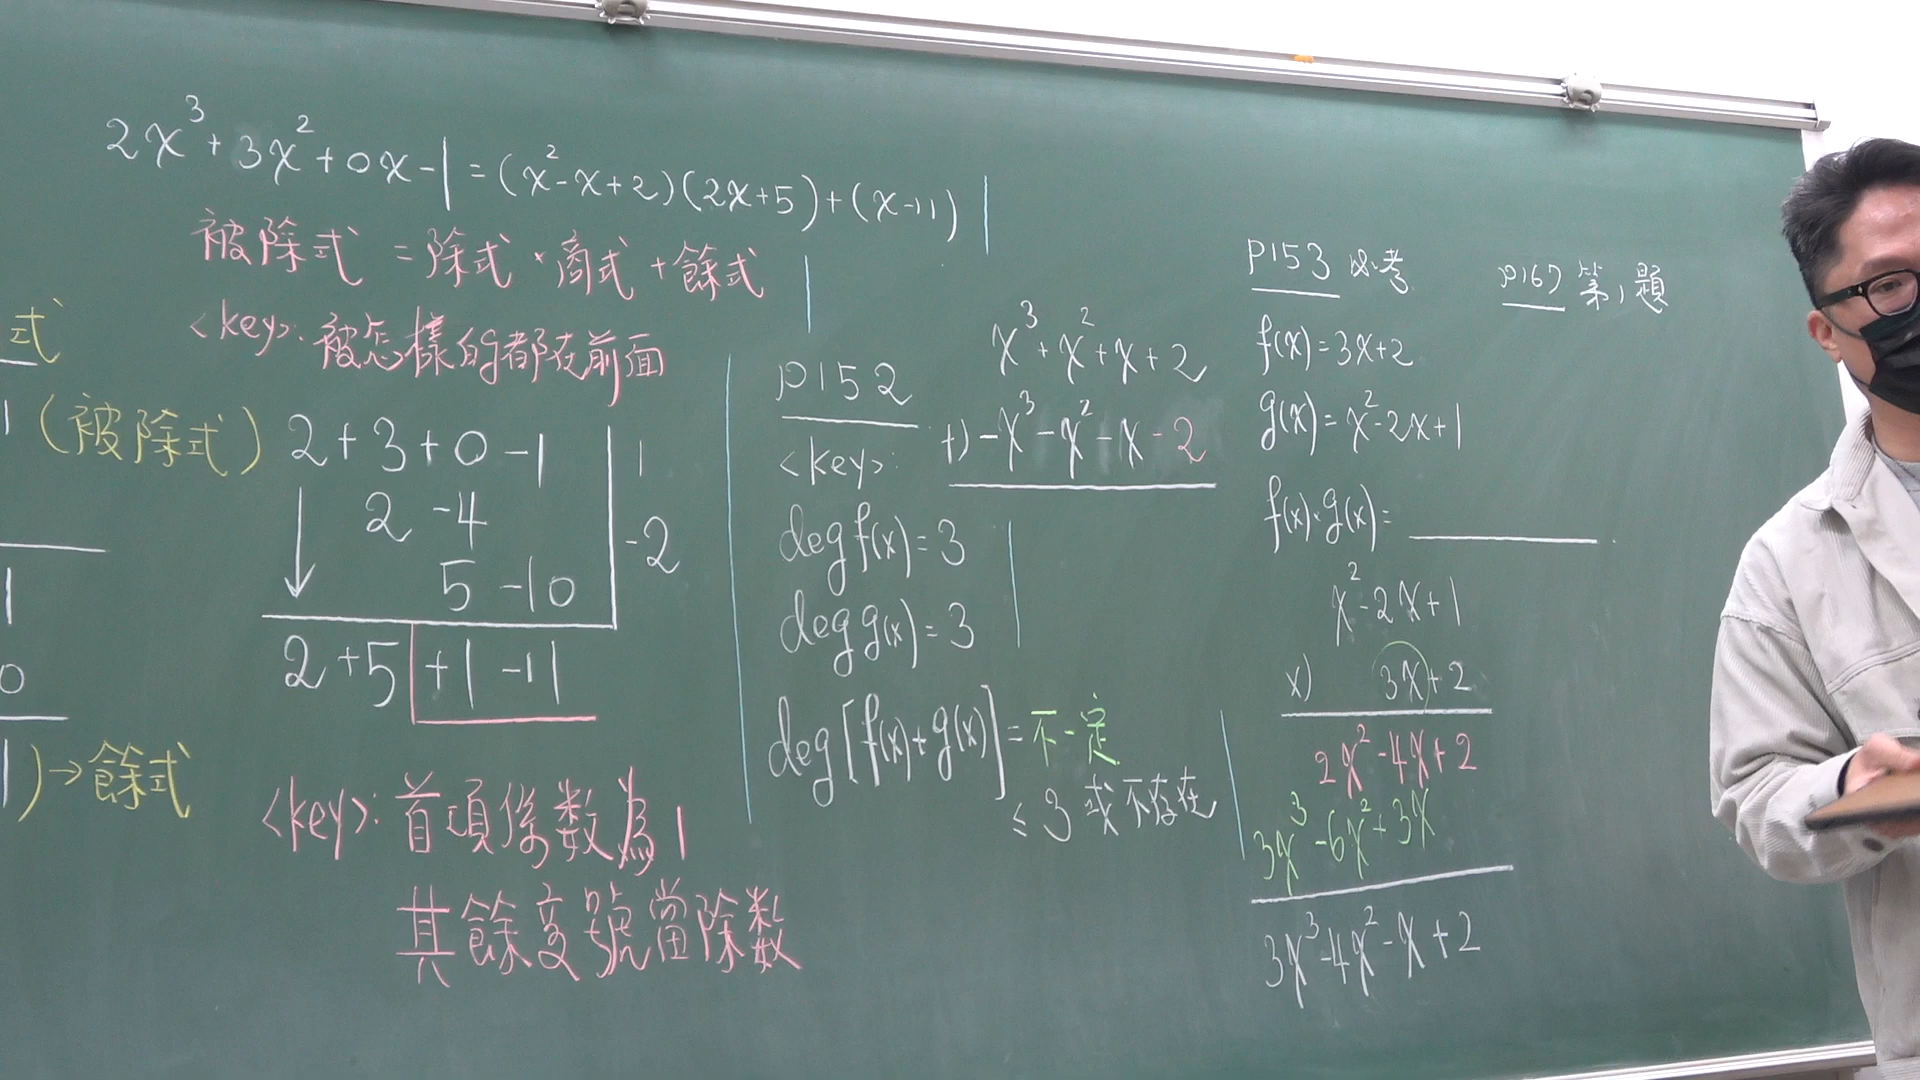 2x³+3x²+0x-1=(x²-x+2)(2x+5)+(x-11)
被除式=除式×商式+餘式
<key>:被怎樣的都在前面
式
1(被除式)
1
0
1)→餘式
2+3+0-1 1
2-4 -2
5-10
2+5+1-11
<key>:首項係數為1
其餘變號當除數
P152
<key>:
x³+x²+x+2
+)-x³-x²-x-2
deg f(x)=3
deg g(x)=3
deg[f(x)+g(x)]=不一定
≤3或不存在
P153 必考
f(x)=3x+2
g(x)=x²-2x+1
f(x)·g(x)=
x²-2x+1
x) 3x+2
2x²-4x+2
3x³-6x²+3x
3x³-4x²-x+2
第1題